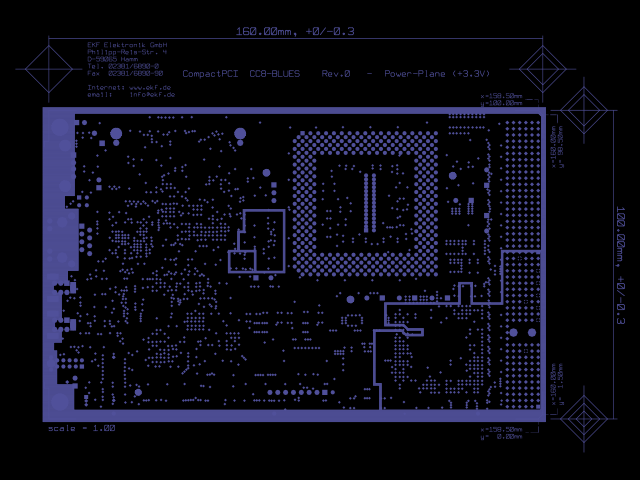 160.00mm, +0/-0.3
EKF Elektronik GmbH
Philipp-Reis-Str. 4
D-59065 Hamm
Tel. 02381/6890-0
Fax 02381/6890-90
Internet: www.ekf.de
email: info@ekf.de
CompactPCI CC8-BLUES Rev.0 - Power-Plane (+3.3V)
x=158.50mm
y=100.00mm
x=160.00mm
y= 98.50mm
100.00mm, +0/-0.3
x=160.00mm
y= 1.50mm
scale = 1.00
x=158.50mm
y= 0.00mm